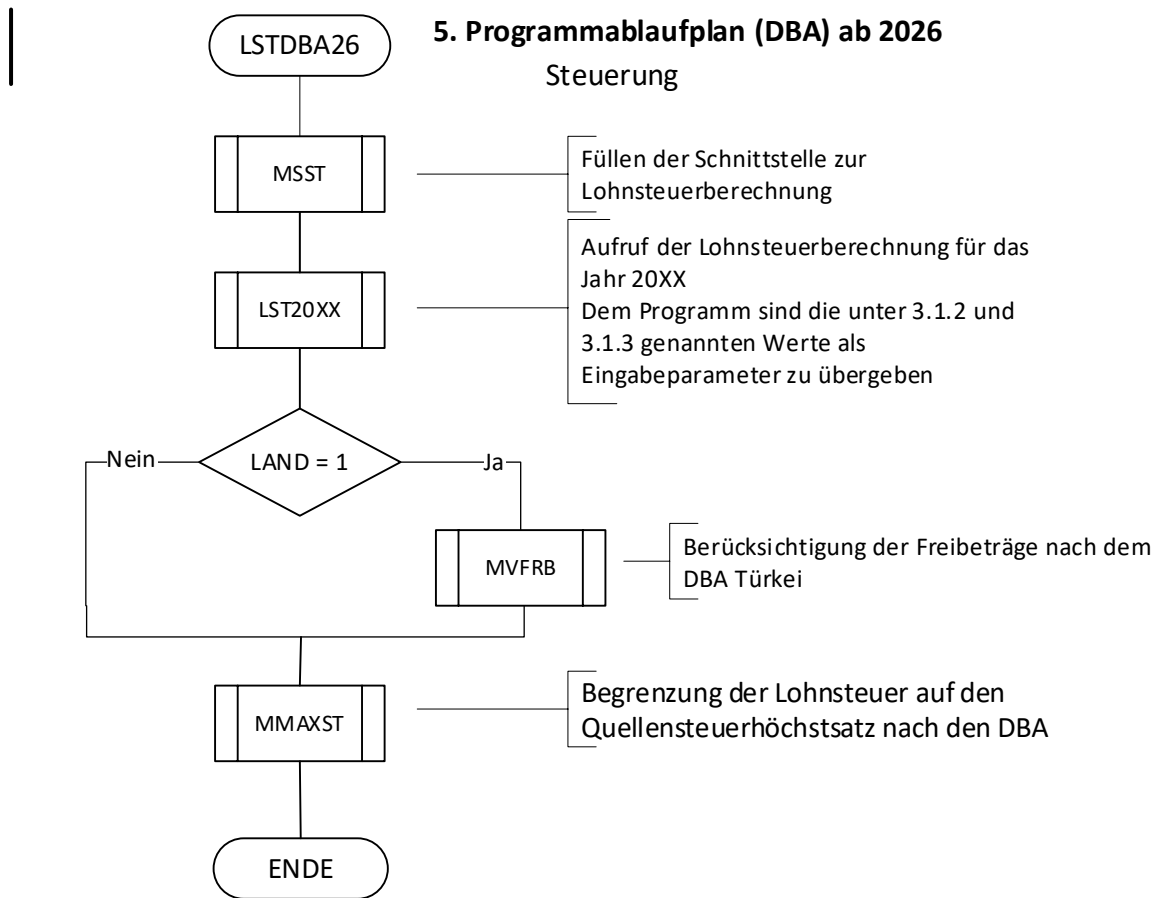 LSTDBA26
5. Programmablaufplan (DBA) ab 2026
Steuerung
MSST
Füllen der Schnittstelle zur
Lohnsteuerberechnung
LST20XX
Aufruf der Lohnsteuerberechnung für das
Jahr 20XX
Dem Programm sind die unter 3.1.2 und
3.1.3 genannten Werte als
Eingabeparameter zu übergeben
Nein
LAND = 1
Ja
MVFRB
Berücksichtigung der Freibeträge nach dem
DBA Türkei
MMAXST
Begrenzung der Lohnsteuer auf den
Quellensteuerhöchstsatz nach den DBA
ENDE